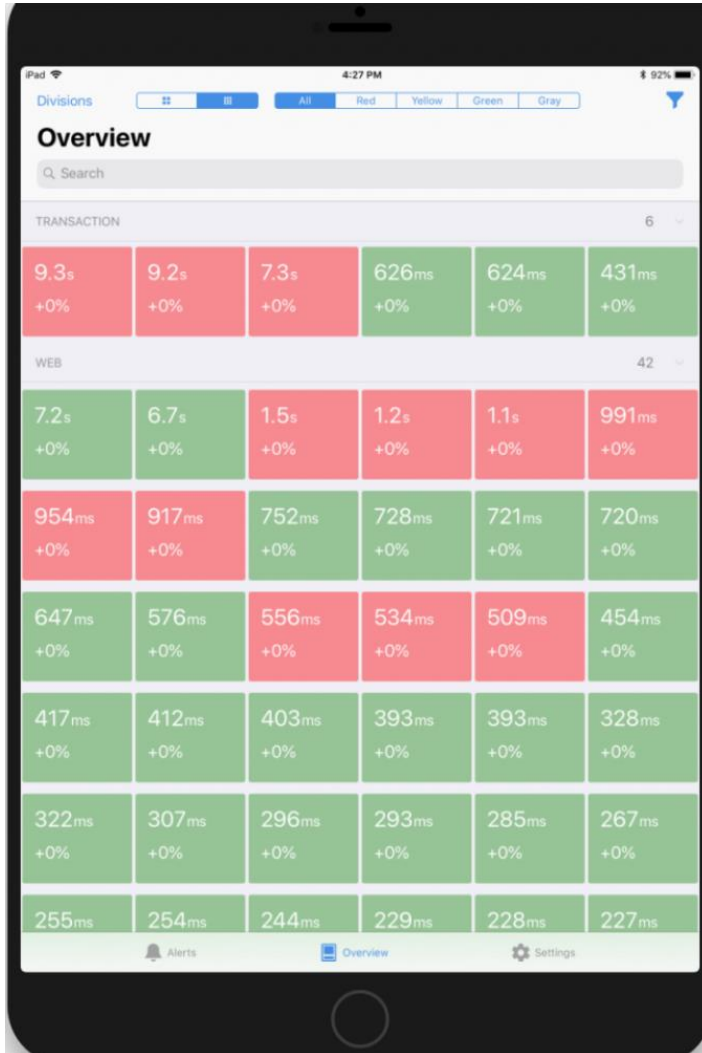 iPad 4:27 PM 92%
Divisions All Red Yellow Green Gray
Overview
Search
TRANSACTION 6
9.3s 9.2s 7.3s 626ms 624ms 431ms
+0% +0% +0% +0% +0% +0%
WEB 42
7.2s 6.7s 1.5s 1.2s 1.1s 991ms
+0% +0% +0% +0% +0% +0%
954ms 917ms 752ms 728ms 721ms 720ms
+0% +0% +0% +0% +0% +0%
647ms 576ms 556ms 534ms 509ms 454ms
+0% +0% +0% +0% +0% +0%
417ms 412ms 403ms 393ms 393ms 328ms
+0% +0% +0% +0% +0% +0%
322ms 307ms 296ms 293ms 285ms 267ms
+0% +0% +0% +0% +0% +0%
255ms 254ms 244ms 229ms 228ms 227ms
Alerts Overview Settings